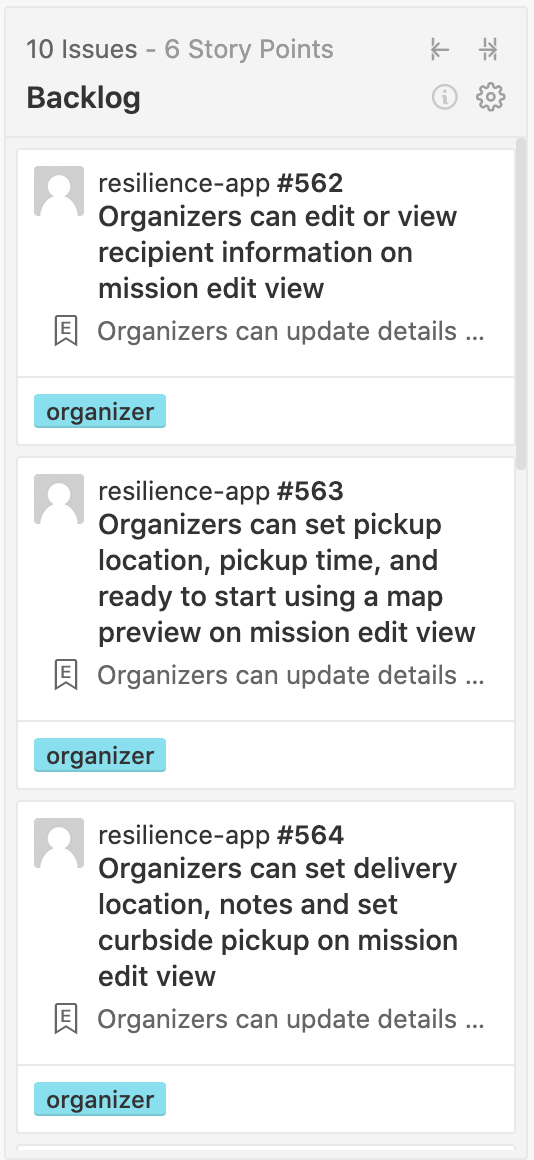 10 Issues - 6 Story Points
Backlog
resilience-app #562
Organizers can edit or view
recipient information on
mission edit view
E Organizers can update details ...
organizer
resilience-app #563
Organizers can set pickup
location, pickup time, and
ready to start using a map
preview on mission edit view
E Organizers can update details ...
organizer
resilience-app #564
Organizers can set delivery
location, notes and set
curbside pickup on mission
edit view
E Organizers can update details ...
organizer